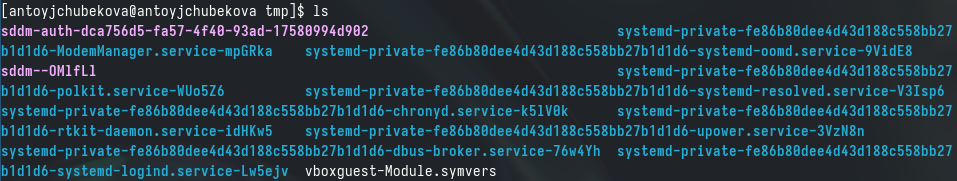 [antoyjchubekova@antoyjchubekova tmp]$ ls
sddm-auth-dca756d5-fa57-4f40-93ad-17580994d902 systemd-private-fe86b80dee4d43d188c558bb27
b1d1d6-ModemManager.service-mpGRka systemd-private-fe86b80dee4d43d188c558bb27b1d1d6-systemd-oomd.service-9VidE8
sddm--OMlfLl systemd-private-fe86b80dee4d43d188c558bb27
b1d1d6-polkit.service-WUo5Z6 systemd-private-fe86b80dee4d43d188c558bb27b1d1d6-systemd-resolved.service-V3Isp6
systemd-private-fe86b80dee4d43d188c558bb27b1d1d6-chronyd.service-k5lV0k systemd-private-fe86b80dee4d43d188c558bb27
b1d1d6-rtkit-daemon.service-idHKw5 systemd-private-fe86b80dee4d43d188c558bb27b1d1d6-upower.service-3VzN8n
systemd-private-fe86b80dee4d43d188c558bb27b1d1d6-dbus-broker.service-76w4Yh systemd-private-fe86b80dee4d43d188c558bb27
b1d1d6-systemd-logind.service-Lw5ejv vboxguest-Module.symvers